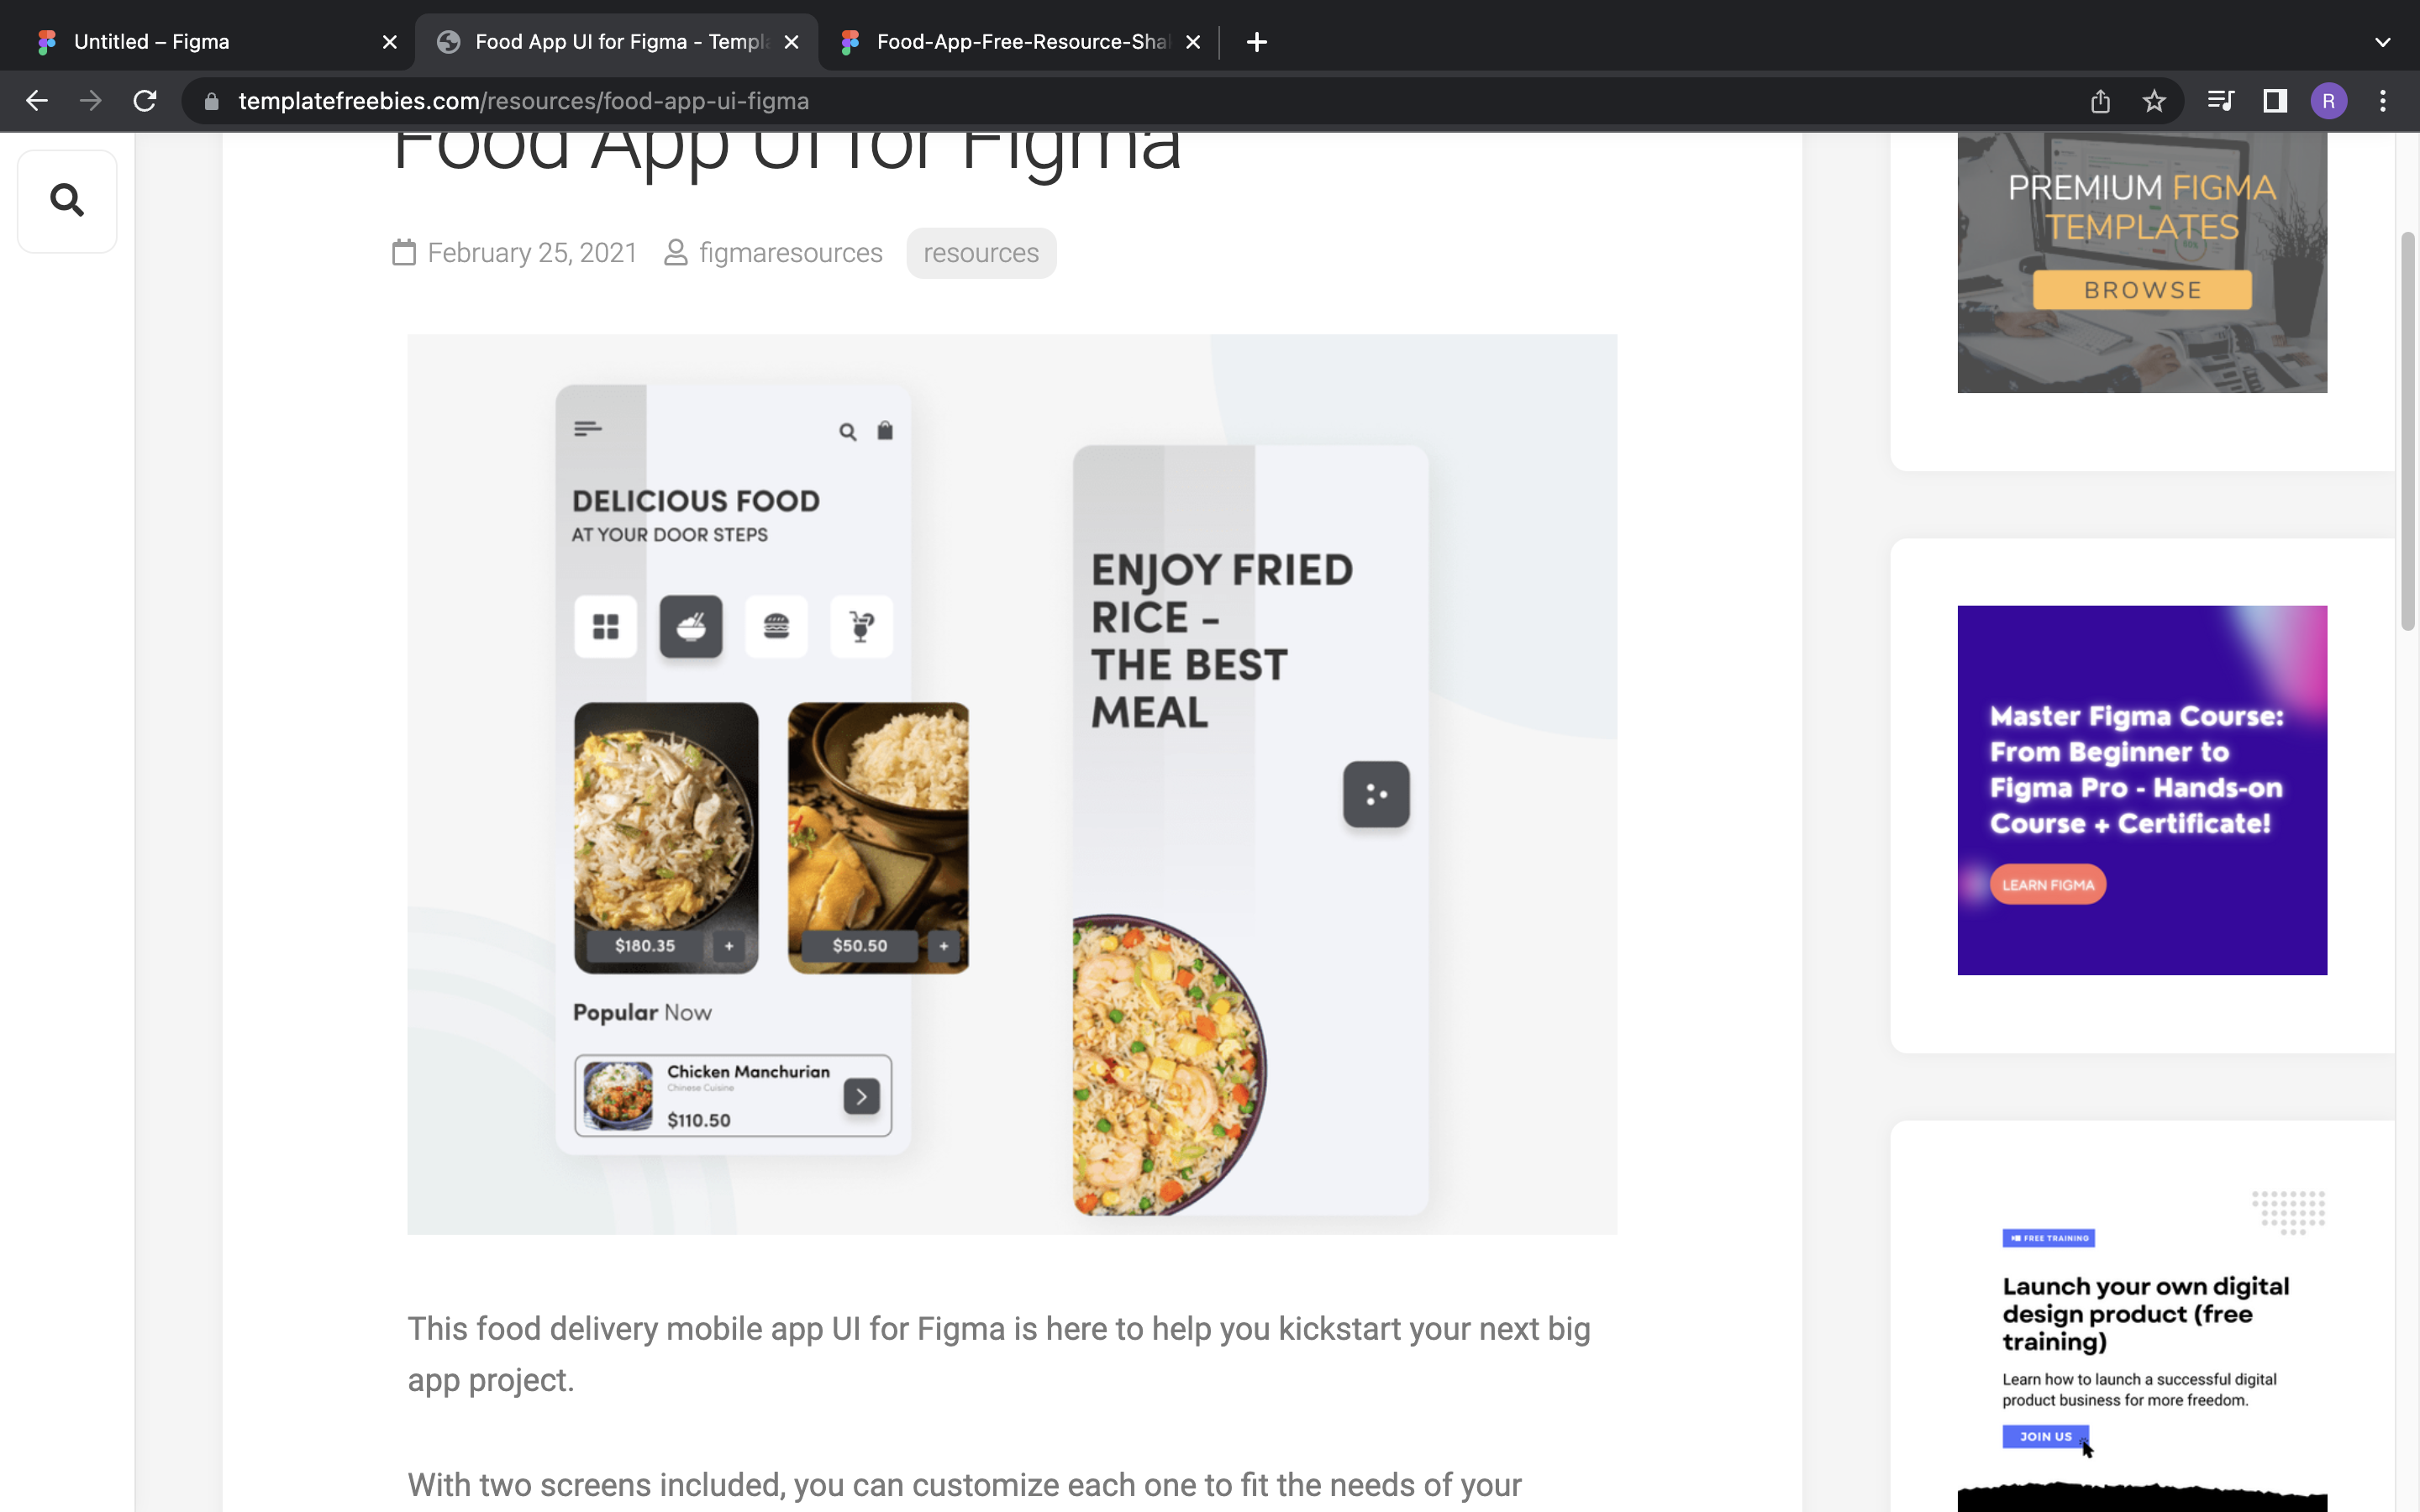 Untitled – Figma
Food App UI for Figma - Templ
Food-App-Free-Resource-Sha
templatefreebies.com/resources/food-app-ui-figma
R
Food App UI for Figma
February 25, 2021
figmaresources
resources
DELICIOUS FOOD
AT YOUR DOOR STEPS
$180.35
+
$50.50
+
Popular Now
Chicken Manchurian
Chinese Cuisine
$110.50
ENJOY FRIED
RICE -
THE BEST
MEAL
This food delivery mobile app UI for Figma is here to help you kickstart your next big
app project.
With two screens included, you can customize each one to fit the needs of your
PREMIUM FIGMA
TEMPLATES
BROWSE
Master Figma Course:
From Beginner to
Figma Pro - Hands-on
Course + Certificate!
LEARN FIGMA
FREE TRAINING
Launch your own digital
design product (free
training)
Learn how to launch a successful digital
product business for more freedom.
JOIN US